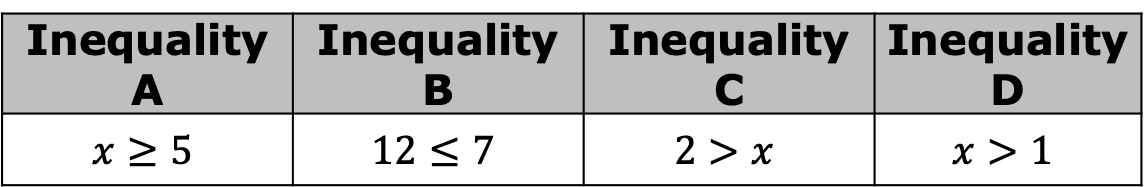 Inequality A
Inequality B
Inequality C
Inequality D
x ≥ 5
12 ≤ 7
2 > x
x > 1